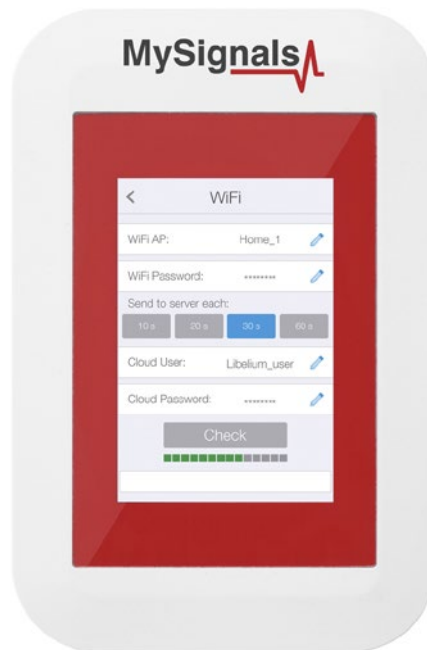 MySignals
WiFi
WiFi AP: Home_1
WiFi Password: ********
Send to server each:
10 s 20 s 30 s 60 s
Cloud User: Libelium_user
Cloud Password: ********
Check